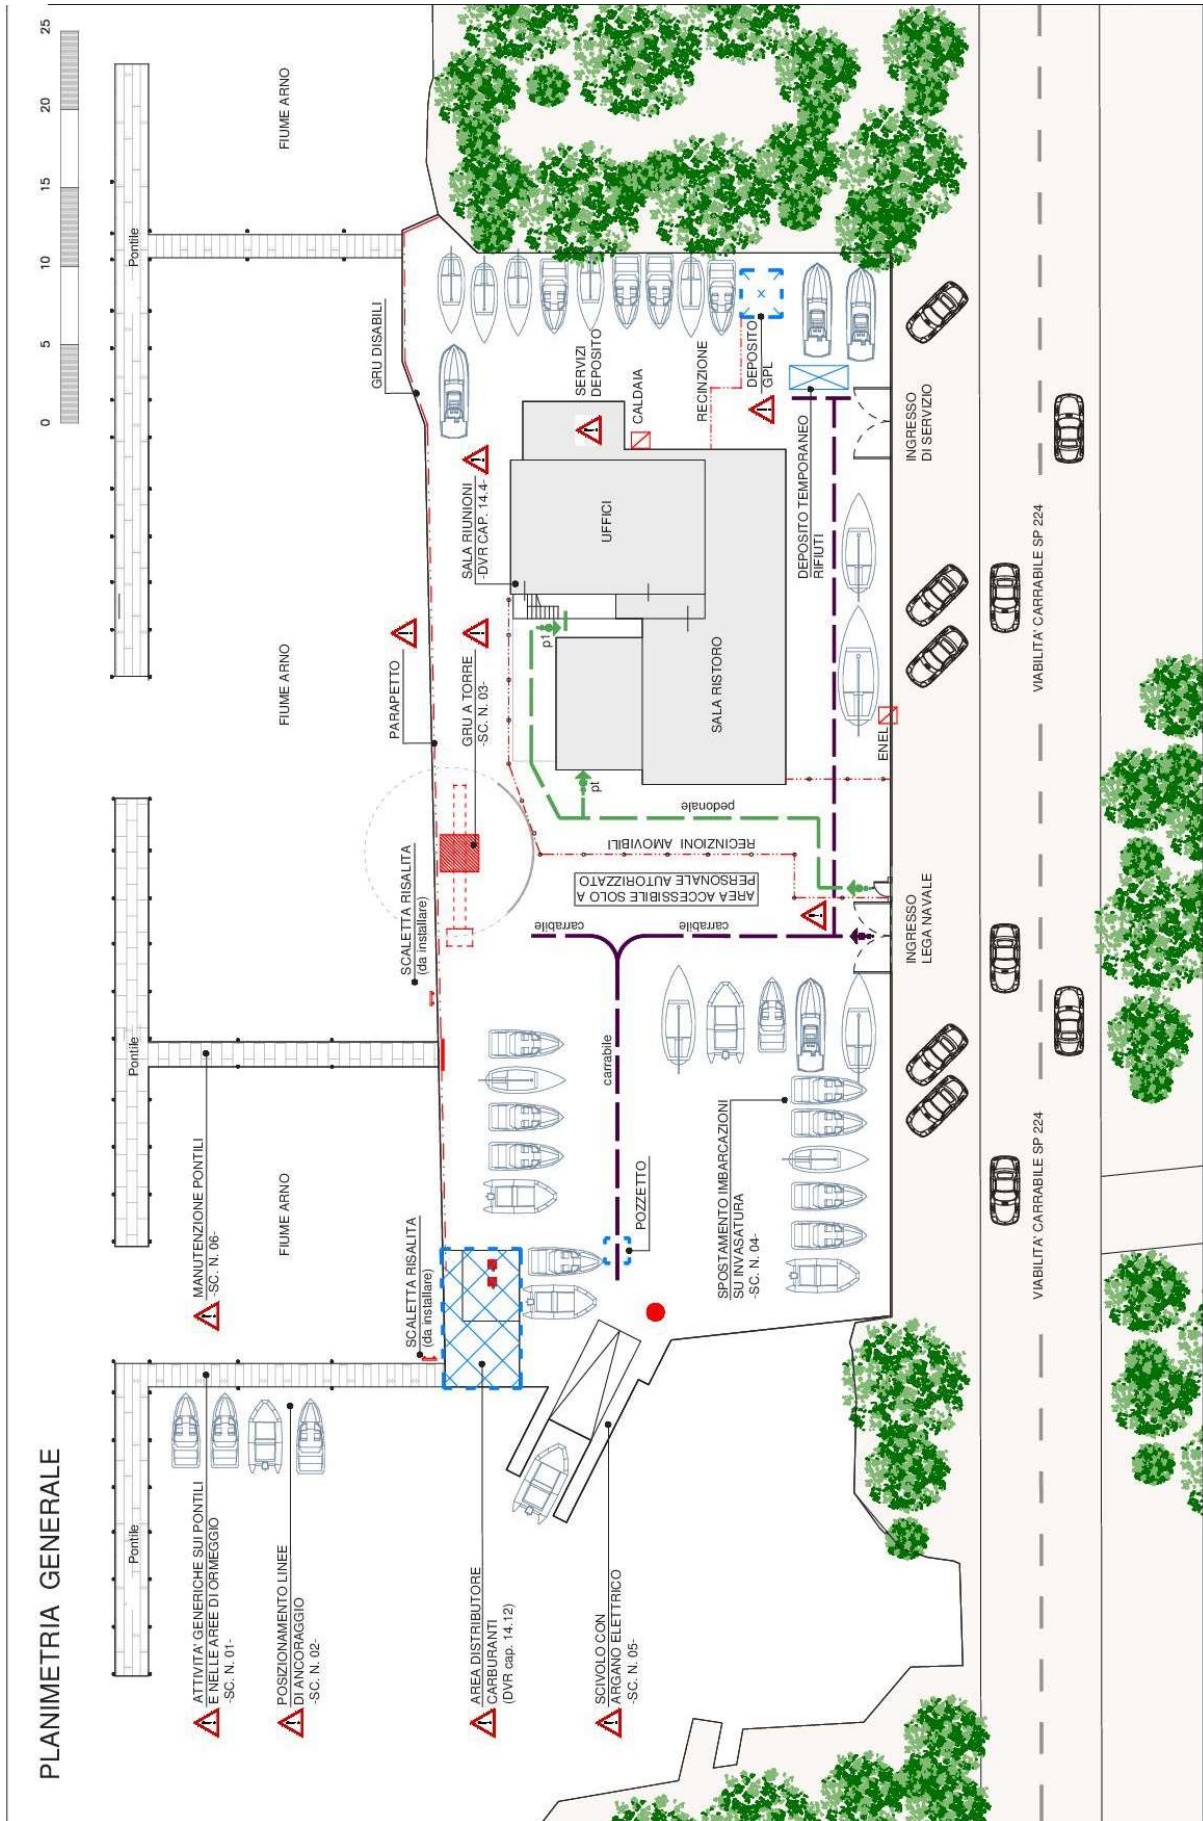 PLANIMETRIA GENERALE
0 5 10 15 20 25
Pontile
Pontile
Pontile
ATTIVITA' GENERICHE SUI PONTILI
E NELLE AREE DI ORMEGGIO
-SC. N. 01-
MANUTENZIONE PONTILI
-SC. N. 06-
POSIZIONAMENTO LINEE
DI ANCORAGGIO
-SC. N. 02-
FIUME ARNO
FIUME ARNO
FIUME ARNO
SCALETTA RISALITA
(da installare)
SCALETTA RISALITA
(da installare)
PARAPETTO
GRU DISABILI
AREA DISTRIBUTORE
CARBURANTI
(DVR cap. 14.12)
GRU A TORRE
-SC. N. 03-
SALA RIUNIONI
-DVR CAP. 14.4-
SERVIZI
DEPOSITO
SCIVOLO CON
ARGANO ELETTRICO
-SC. N. 05-
POZZETTO
carrabile
carrabile
carrabile
p1
pt
UFFICI
CALDAIA
AREA ACCESSIBILE SOLO A
PERSONALE AUTORIZZATO
RECINZIONI AMOVIBILI
pedonale
SALA RISTORO
RECINZIONE
DEPOSITO
GPL
SPOSTAMENTO IMBARCAZIONI
SU INVASATURA
-SC. N. 04-
DEPOSITO TEMPORANEO
RIFIUTI
ENEL
INGRESSO
LEGA NAVALE
INGRESSO
DI SERVIZIO
VIABILITA' CARRABILE SP 224
VIABILITA' CARRABILE SP 224